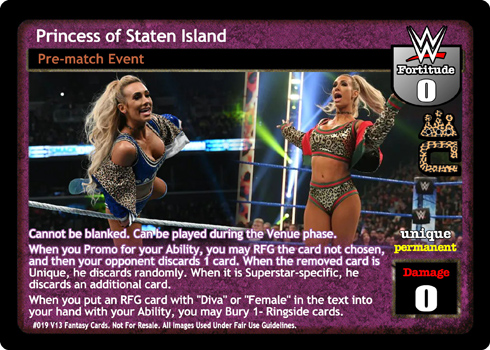 Princess of Staten Island
Pre-match Event
Fortitude
0
Cannot be blanked. Can be played during the Venue phase.
When you Promo for your Ability, you may RFG the card not chosen,
and then your opponent discards 1 card. When the removed card is
Unique, he discards randomly. When it is Superstar-specific, he
discards an additional card.
When you put an RFG card with "Diva" or "Female" in the text into
your hand with your Ability, you may Bury 1- Ringside cards.
#019 V13 Fantasy Cards. Not For Resale. All Images Used Under Fair Use Guidelines.
unique
permanent
Damage
0